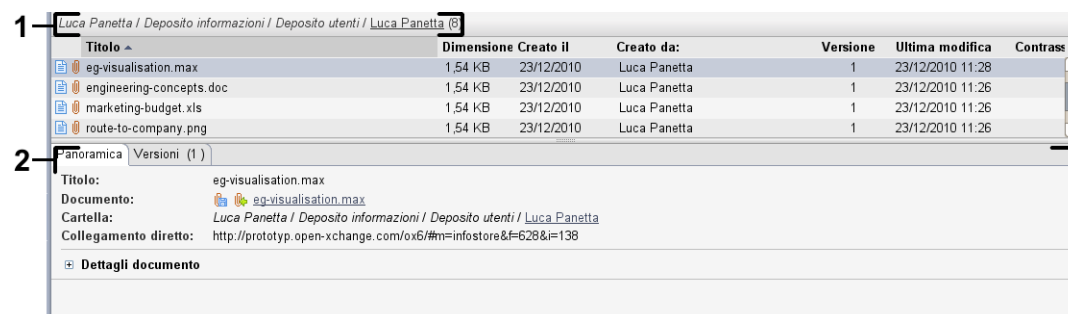 1
Luca Panetta / Deposito informazioni / Deposito utenti / Luca Panetta (8)
Titolo Dimensione Creato il Creato da: Versione Ultima modifica Contrass
eg-visualisation.max 1,54 KB 23/12/2010 Luca Panetta 1 23/12/2010 11:28
engineering-concepts.doc 1,54 KB 23/12/2010 Luca Panetta 1 23/12/2010 11:26
marketing-budget.xls 1,54 KB 23/12/2010 Luca Panetta 1 23/12/2010 11:26
route-to-company.png 1,54 KB 23/12/2010 Luca Panetta 1 23/12/2010 11:26
2
Panoramica Versioni (1 )
Titolo: eg-visualisation.max
Documento: eg-visualisation.max
Cartella: Luca Panetta / Deposito informazioni / Deposito utenti / Luca Panetta
Collegamento diretto: http://prototyp.open-xchange.com/ox6/#m=infostore&f=628&i=138
Dettagli documento